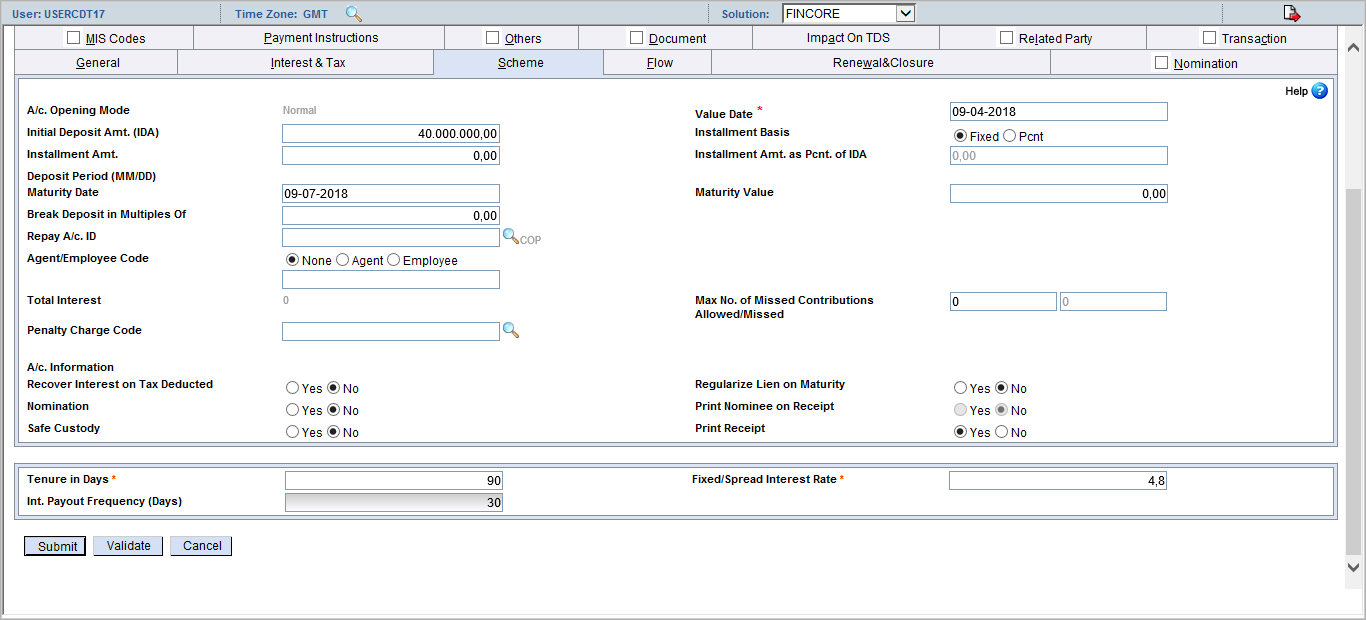 User: USERCDT17 Time Zone: GMT Solution: FINCORE
MIS Codes Payment Instructions Others Document Impact On TDS Related Party Transaction
General Interest & Tax Scheme Flow Renewal&Closure Nomination
Help ?
A/c. Opening Mode Normal Value Date * 09-04-2018
Initial Deposit Amt. (IDA) 40.000.000,00 Installment Basis Fixed Pcnt
Installment Amt. 0,00 Installment Amt. as Pcnt. of IDA 0,00
Deposit Period (MM/DD)
Maturity Date 09-07-2018 Maturity Value 0,00
Break Deposit in Multiples Of 0,00
Repay A/c. ID COP
Agent/Employee Code None Agent Employee
Total Interest 0 Max No. of Missed Contributions 0 0
Allowed/Missed
Penalty Charge Code
A/c. Information
Recover Interest on Tax Deducted Yes No Regularize Lien on Maturity Yes No
Nomination Yes No Print Nominee on Receipt Yes No
Safe Custody Yes No Print Receipt Yes No
Tenure in Days * 90 Fixed/Spread Interest Rate * 4,8
Int. Payout Frequency (Days) 30
Submit Validate Cancel